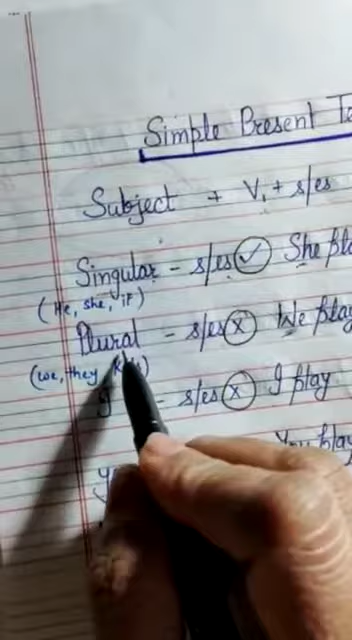 Simple Present Te
Subject + V₁ + s/es
Singular - s/es ✓ She pla
(He, she, it)
Plural - s/es x We play
(we, they
I - s/es x I play
You play